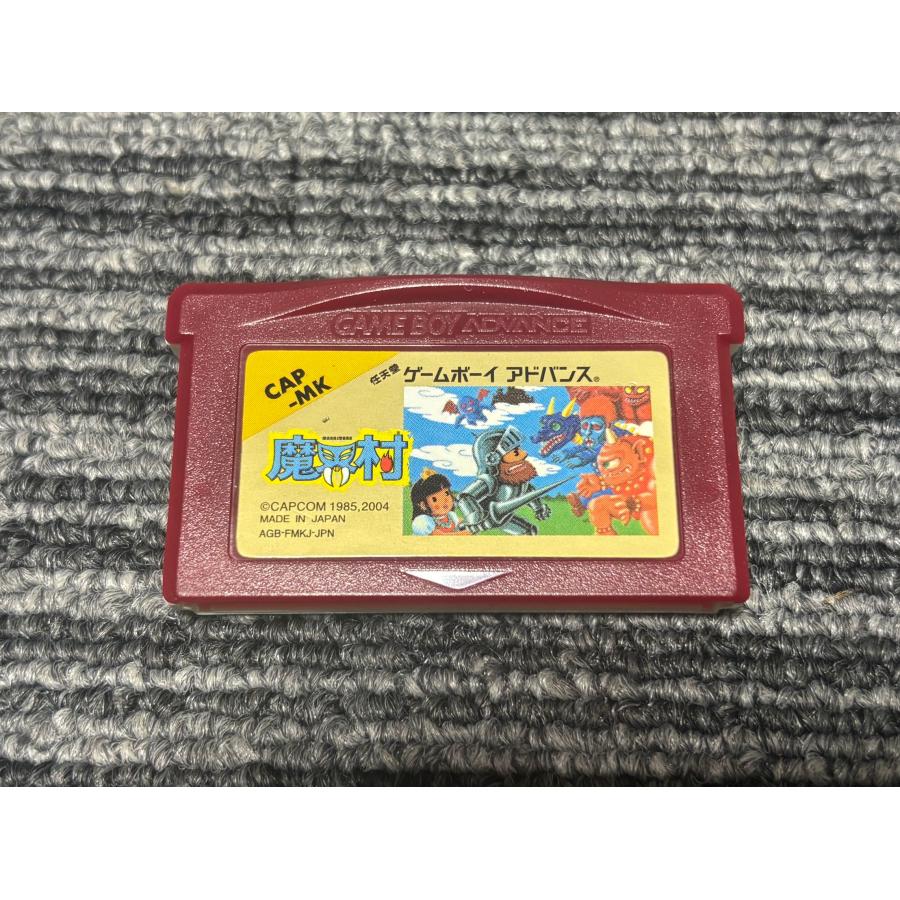 GAME BOY ADVANCE
CAP
-MK
任天堂 ゲームボーイ アドバンス®
魔界村
©CAPCOM 1985,2004
MADE IN JAPAN
AGB-FMKJ-JPN